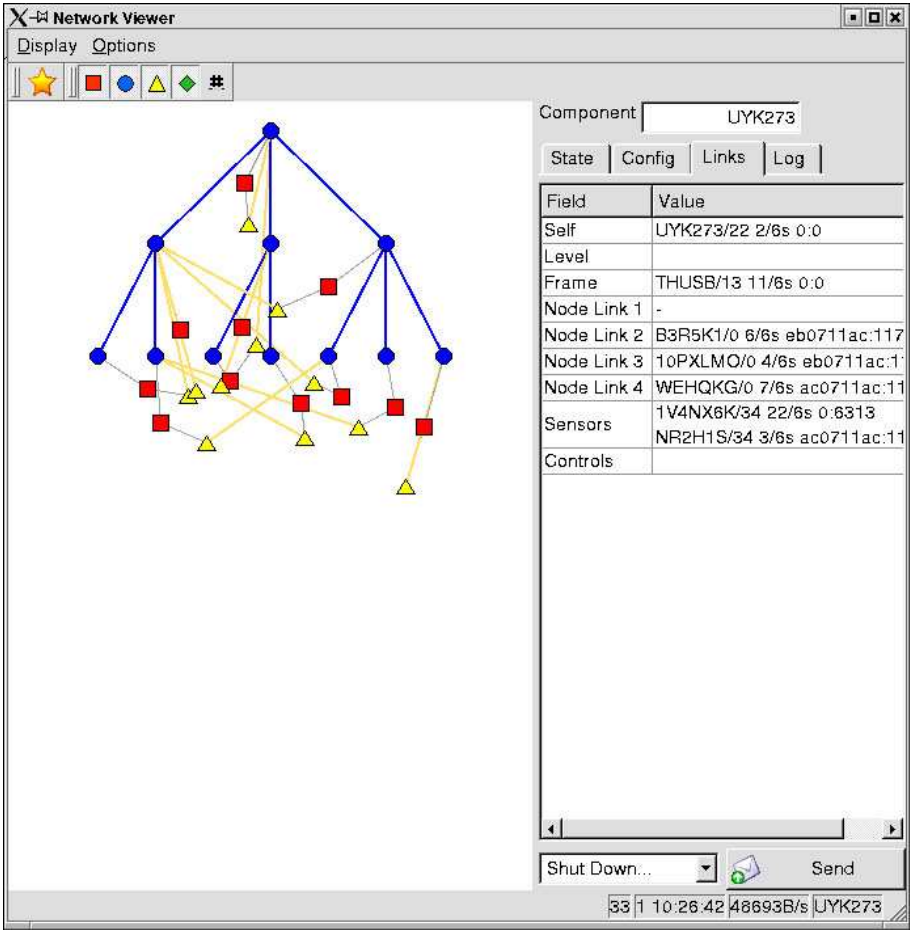 Network Viewer
Display Options
Component UYK273
State Config Links Log
Field Value
Self UYK273/22 2/6s 0:0
Level
Frame THUSB/13 11/6s 0:0
Node Link 1 -
Node Link 2 B3R5K1/0 6/6s eb0711ac:117
Node Link 3 10PXLMO/0 4/6s eb0711ac:1
Node Link 4 WEHQKG/0 7/6s ac0711ac:11
Sensors 1V4NX6K/34 22/6s 0:6313
NR2H1S/34 3/6s ac0711ac:11
Controls
Shut Down... Send
33 1 10:26:42 48693B/s UYK273